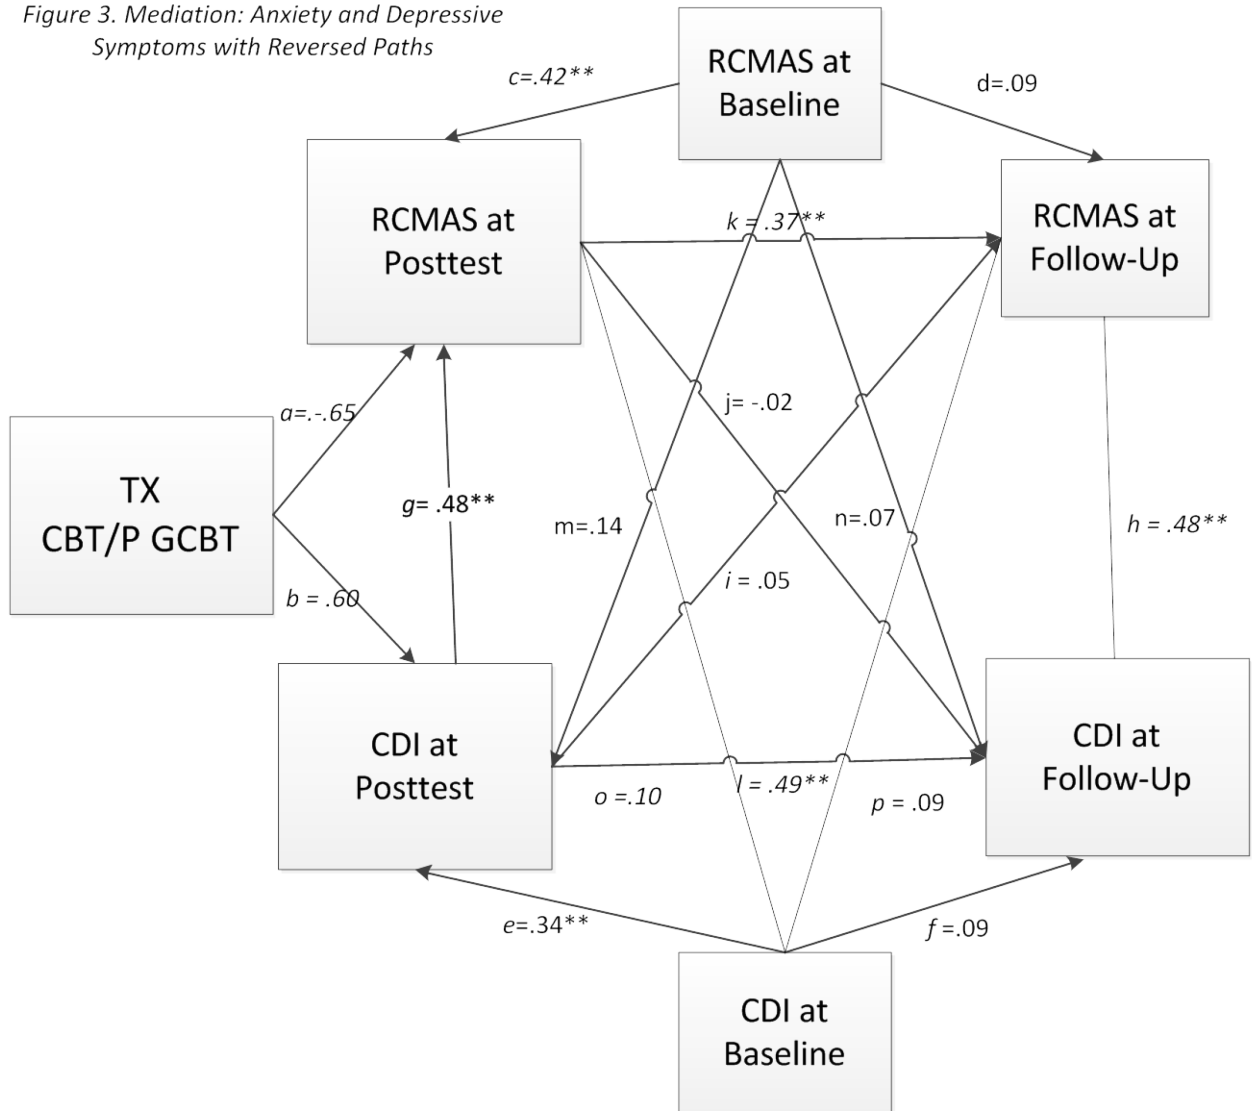 Figure 3. Mediation: Anxiety and Depressive
Symptoms with Reversed Paths
RCMAS at
Baseline
c=.42**
d=.09
RCMAS at
Posttest
k = .37**
RCMAS at
Follow-Up
a=.-.65
j= -.02
TX
CBT/P GCBT
g= .48**
m=.14
n=.07
h = .48**
i = .05
b = .60
CDI at
Posttest
CDI at
Follow-Up
o =.10
l = .49**
p = .09
e=.34**
f =.09
CDI at
Baseline